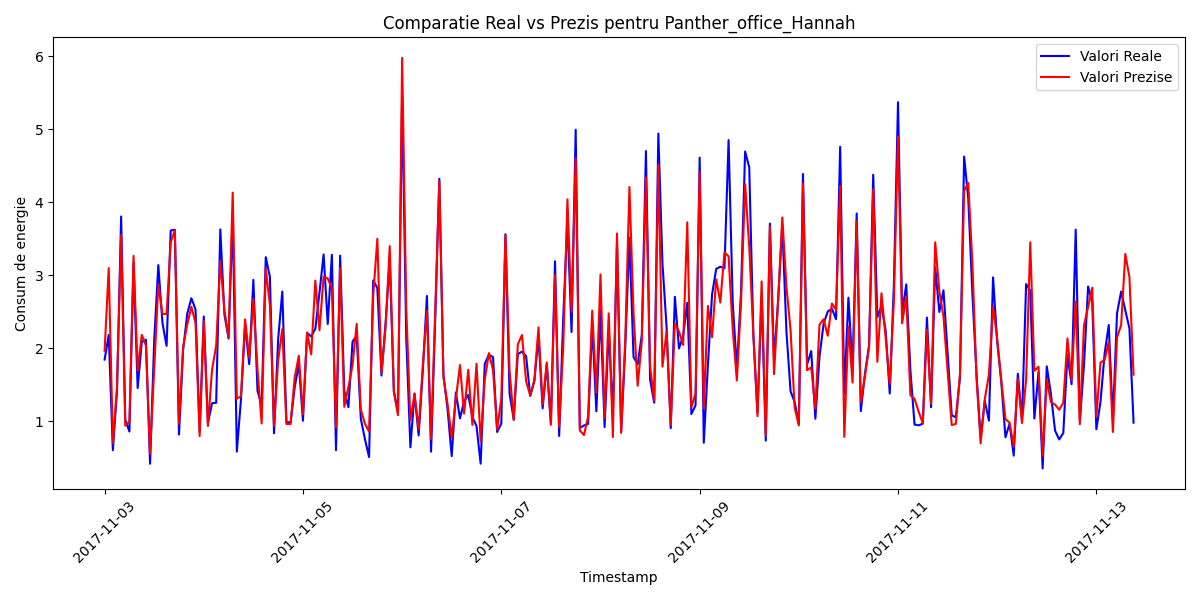 Comparatie Real vs Prezis pentru Panther_office_Hannah
Valori Reale
Valori Prezise
Consum de energie
6
5
4
3
2
1
2017-11-03
2017-11-05
2017-11-07
2017-11-09
2017-11-11
2017-11-13
Timestamp